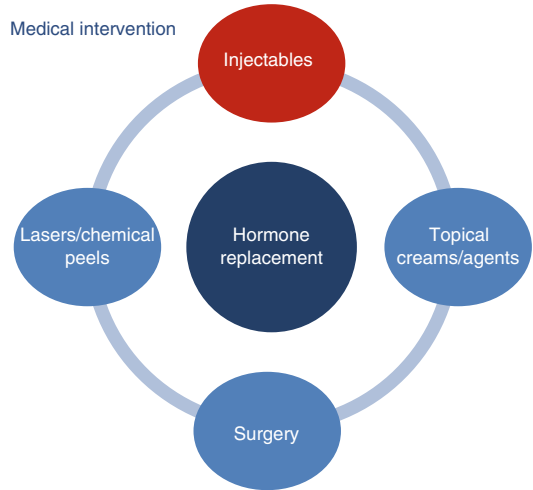 Medical intervention
Injectables
Lasers/chemical
peels
Hormone
replacement
Topical
creams/agents
Surgery